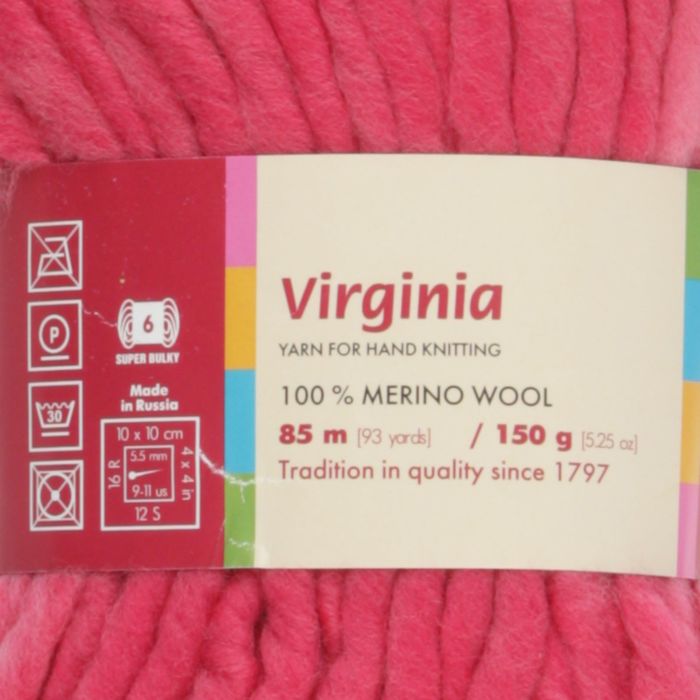 P
30
6
SUPER BULKY
Made
in Russia
10 x 10 cm
16 R
5.5 mm
9-11 us
4 x 4 in
12 S
Virginia
YARN FOR HAND KNITTING
100 % MERINO WOOL
85 m [93 yards] / 150 g [5.25 oz]
Tradition in quality since 1797